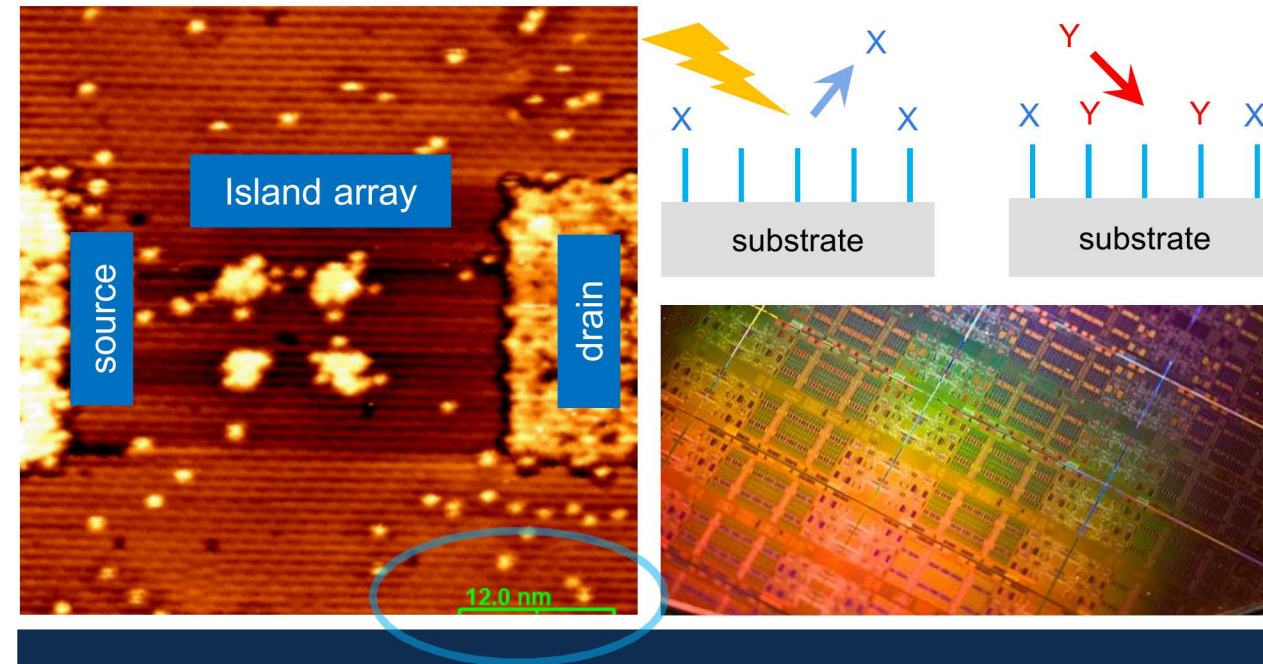 Island array
source
drain
12.0 nm
X
X X
substrate
Y
X Y Y X
substrate